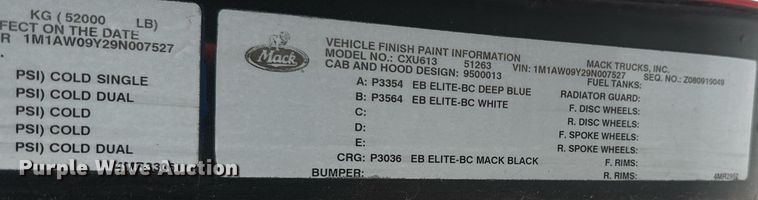 KG ( 52000 LB)
FECT ON THE DATE
R 1M1AW09Y29N007527
PSI) COLD SINGLE
PSI) COLD DUAL
PSI) COLD
PSI) COLD
PSI) COLD DUAL
Mack
VEHICLE FINISH PAINT INFORMATION
MACK TRUCKS, INC.
MODEL NO.: CXU613 51263 VIN: 1M1AW09Y29N007527
CAB AND HOOD DESIGN: 9500013 FUEL TANKS: SEQ. NO.: Z080919049
A: P3354 EB ELITE-BC DEEP BLUE RADIATOR GUARD:
B: P3564 EB ELITE-BC WHITE F. DISC WHEELS:
C: R. DISC WHEELS:
D: F. SPOKE WHEELS:
E: R. SPOKE WHEELS:
CRG: P3036 EB ELITE-BC MACK BLACK F. RIMS:
BUMPER: R. RIMS:
Purple Wave Auction